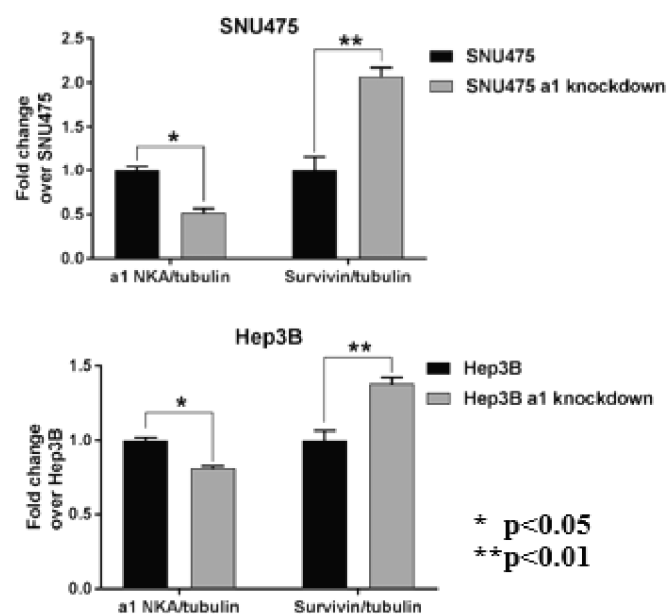 SNU475
Fold change
over SNU475
2.5
2.0
1.5
1.0
0.5
0.0
*
**
a1 NKA/tubulin
Survivin/tubulin
SNU475
SNU475 a1 knockdown
Hep3B
Fold change
over Hep3B
1.5
1.0
0.5
0.0
*
**
a1 NKA/tubulin
Survivin/tubulin
Hep3B
Hep3B a1 knockdown
* p<0.05
**p<0.01